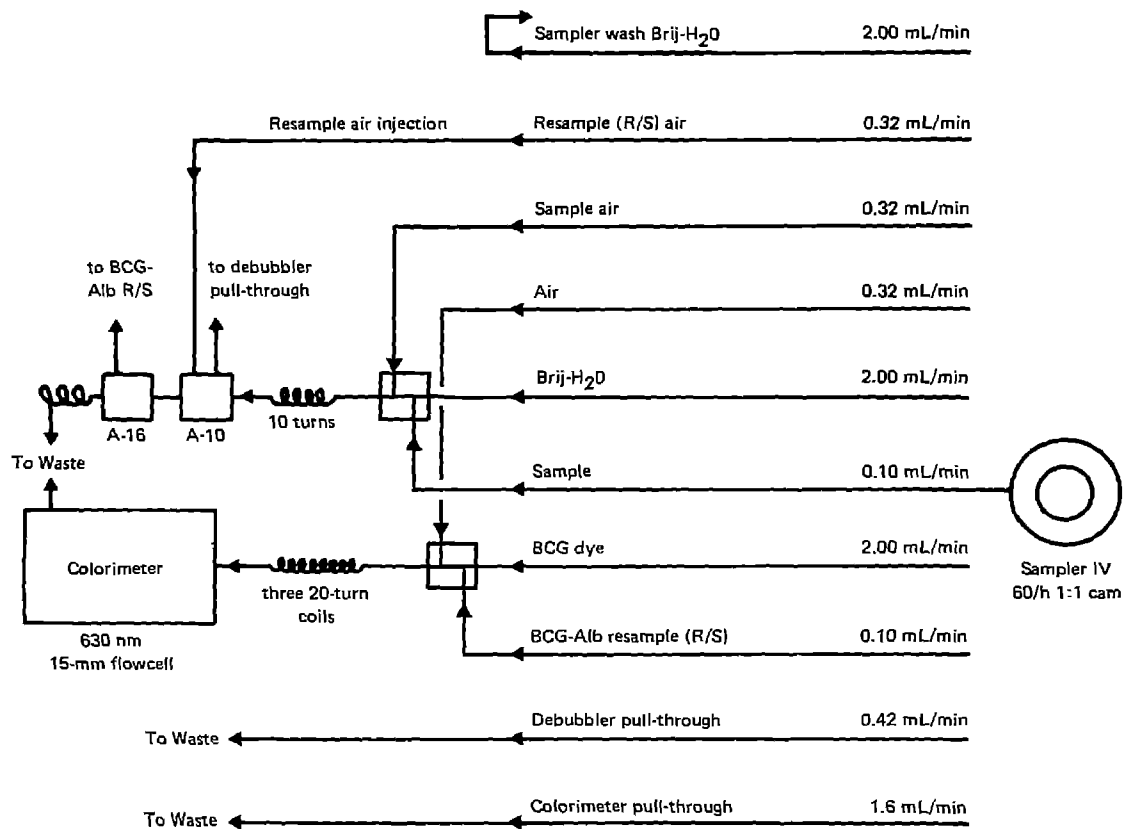 Sampler wash Brij-H2O 2.00 mL/min
Resample air injection Resample (R/S) air 0.32 mL/min
Sample air 0.32 mL/min
to BCG-
Alb R/S
to debubbler
pull-through
Air 0.32 mL/min
Brij-H2O 2.00 mL/min
A-16 A-10 10 turns
To Waste
Sample 0.10 mL/min
Sampler IV
60/h 1:1 cam
BCG dye 2.00 mL/min
Colorimeter
three 20-turn
coils
630 nm
15-mm flowcell
BCG-Alb resample (R/S) 0.10 mL/min
To Waste Debubbler pull-through 0.42 mL/min
To Waste Colorimeter pull-through 1.6 mL/min